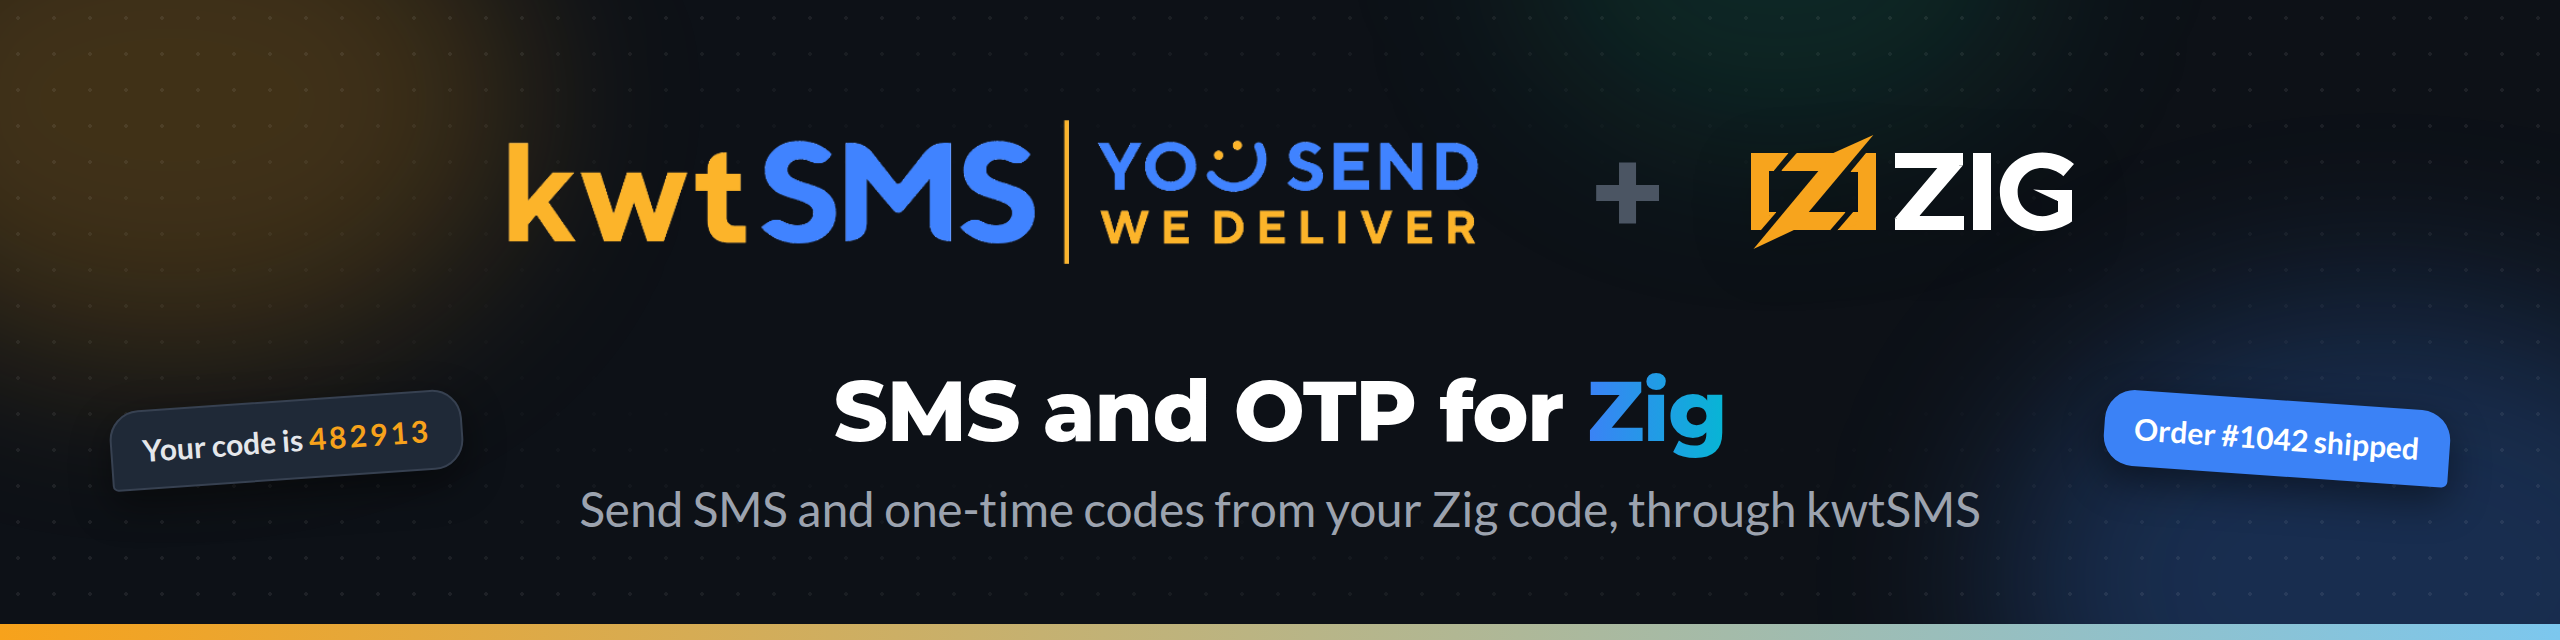 kwtSMS
YOU SEND
WE DELIVER
+
ZIG
SMS and OTP for Zig
Send SMS and one-time codes from your Zig code, through kwtSMS
Your code is 482913
Order #1042 shipped